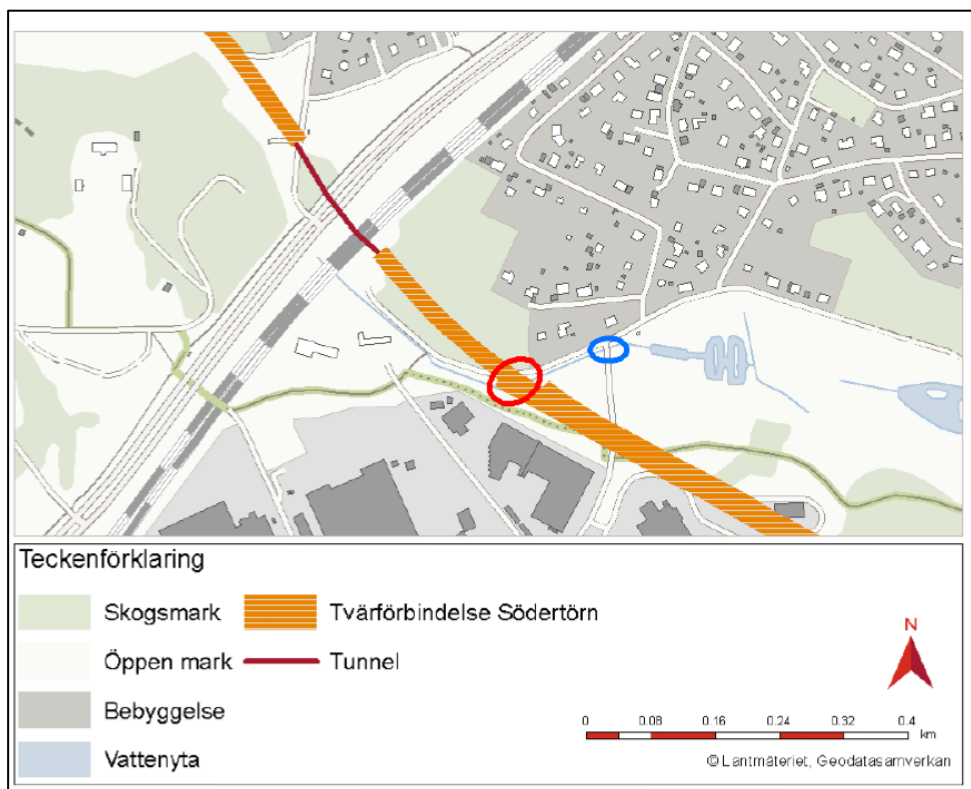 Teckenförklaring
Skogsmark
Tvärförbindelse Södertörn
Öppen mark
Tunnel
Bebyggelse
Vattenyta
N
0 0.08 0.16 0.24 0.32 0.4
km
© Lantmäteriet, Geodatasamverkan